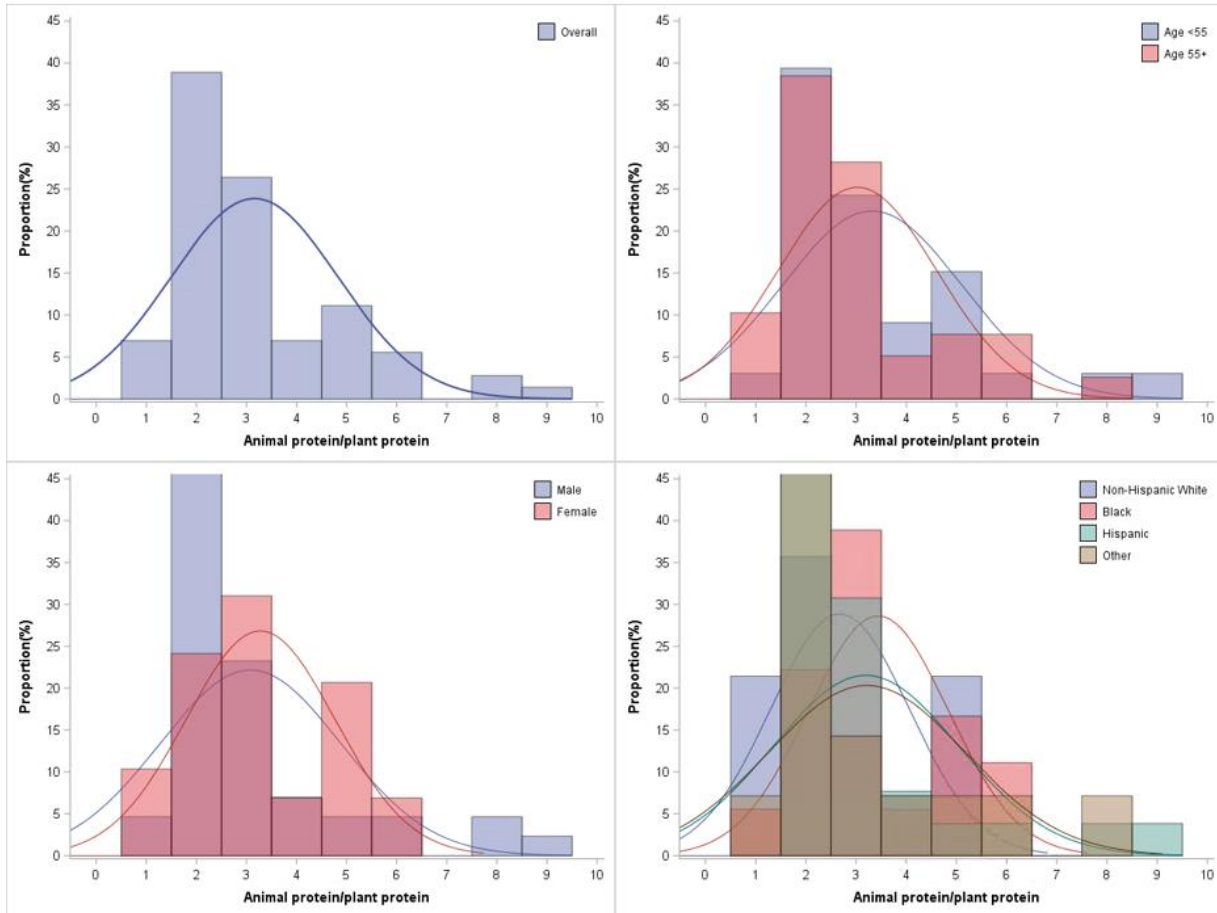 45
40
35
30
25
20
15
10
5
0
Proportion(%)
Overall
0 1 2 3 4 5 6 7 8 9 10
Animal protein/plant protein
45
40
35
30
25
20
15
10
5
0
Proportion(%)
Age <55
Age 55+
0 1 2 3 4 5 6 7 8 9 10
Animal protein/plant protein
45
40
35
30
25
20
15
10
5
0
Proportion(%)
Male
Female
0 1 2 3 4 5 6 7 8 9 10
Animal protein/plant protein
45
40
35
30
25
20
15
10
5
0
Proportion(%)
Non-Hispanic White
Black
Hispanic
Other
0 1 2 3 4 5 6 7 8 9 10
Animal protein/plant protein